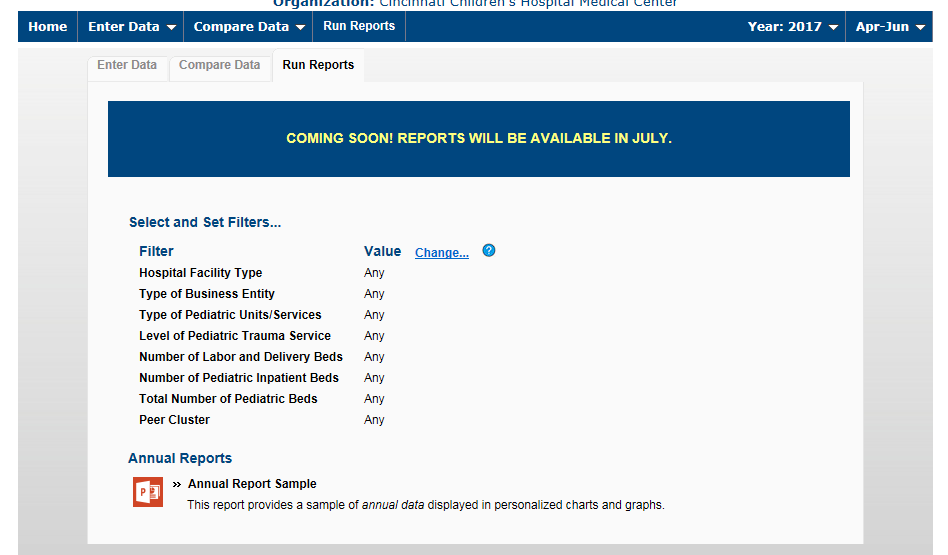 Organization: Cincinnati Children's Hospital Medical Center
Home Enter Data Compare Data Run Reports Year: 2017 Apr-Jun
Enter Data Compare Data Run Reports
COMING SOON! REPORTS WILL BE AVAILABLE IN JULY.
Select and Set Filters...
Filter Value Change... ?
Hospital Facility Type Any
Type of Business Entity Any
Type of Pediatric Units/Services Any
Level of Pediatric Trauma Service Any
Number of Labor and Delivery Beds Any
Number of Pediatric Inpatient Beds Any
Total Number of Pediatric Beds Any
Peer Cluster Any
Annual Reports
P » Annual Report Sample
This report provides a sample of annual data displayed in personalized charts and graphs.